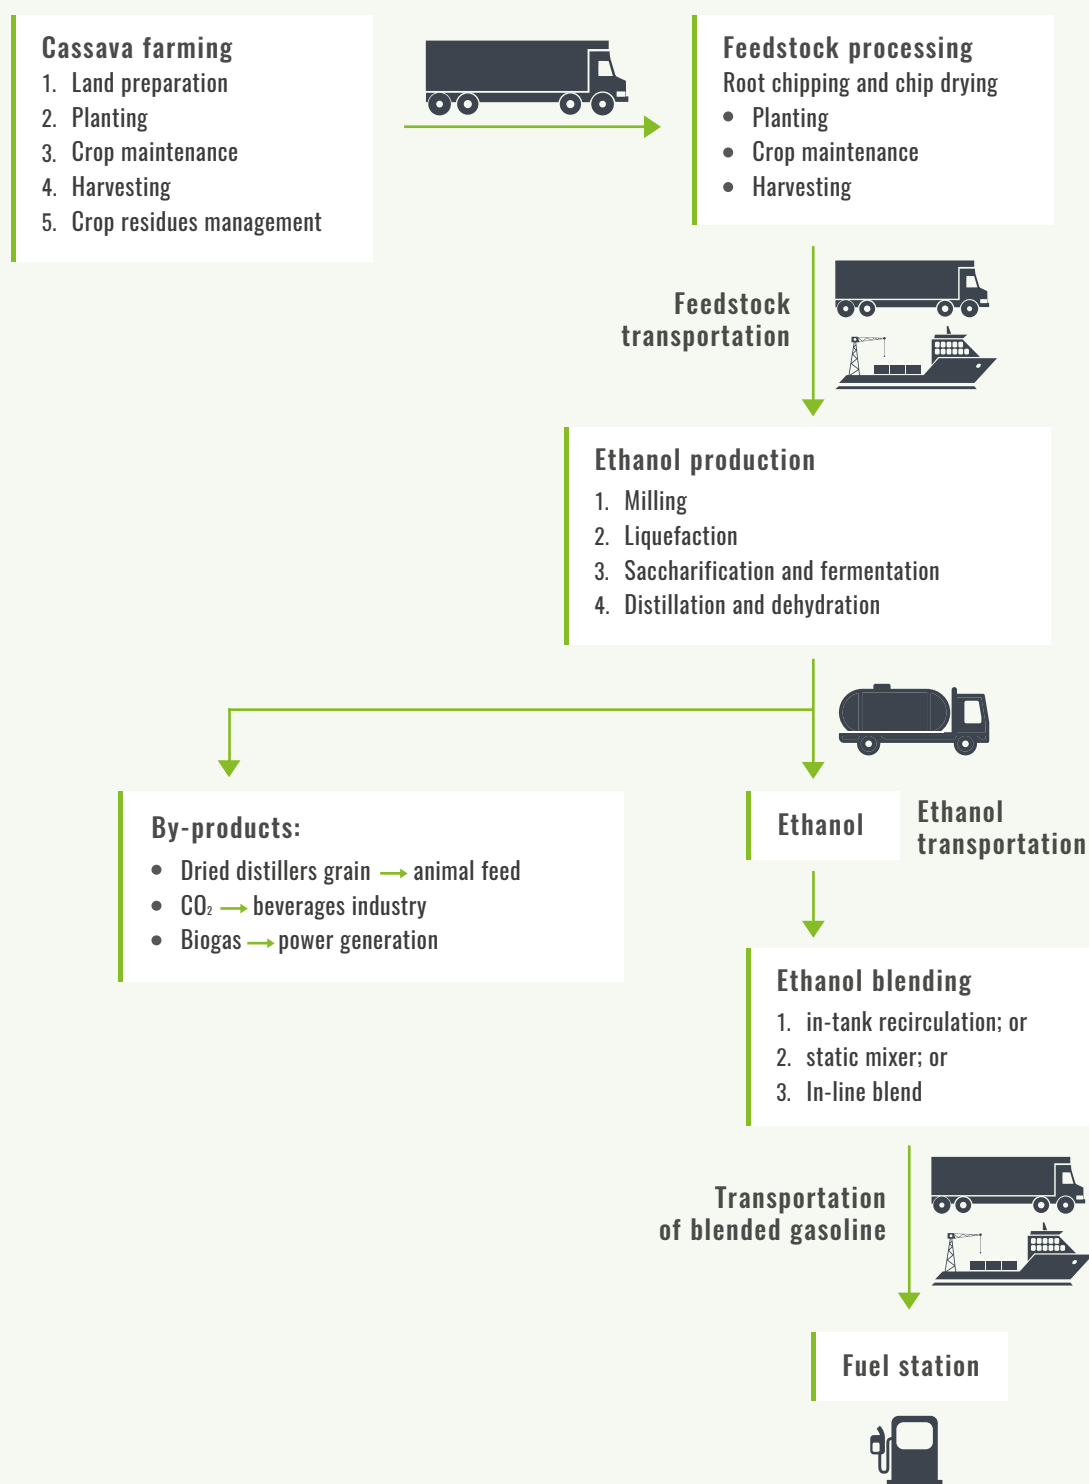 Cassava farming
1. Land preparation
2. Planting
3. Crop maintenance
4. Harvesting
5. Crop residues management
Feedstock processing
Root chipping and chip drying
• Planting
• Crop maintenance
• Harvesting
Feedstock
transportation
Ethanol production
1. Milling
2. Liquefaction
3. Saccharification and fermentation
4. Distillation and dehydration
By-products:
• Dried distillers grain → animal feed
• CO₂ → beverages industry
• Biogas → power generation
Ethanol
Ethanol
transportation
Ethanol blending
1. in-tank recirculation; or
2. static mixer; or
3. In-line blend
Transportation
of blended gasoline
Fuel station